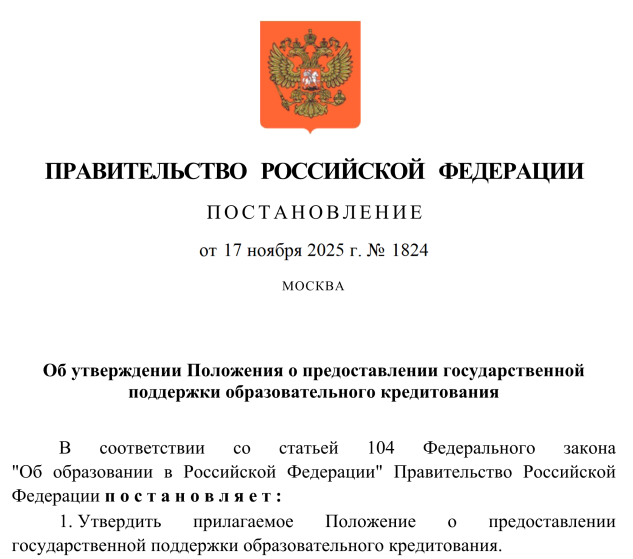 ПРАВИТЕЛЬСТВО РОССИЙСКОЙ ФЕДЕРАЦИИ
ПОСТАНОВЛЕНИЕ
от 17 ноября 2025 г. № 1824
МОСКВА
Об утверждении Положения о предоставлении государственной
поддержки образовательного кредитования
В соответствии со статьей 104 Федерального закона
"Об образовании в Российской Федерации" Правительство Российской
Федерации постановляет:
1. Утвердить прилагаемое Положение о предоставлении
государственной поддержки образовательного кредитования.